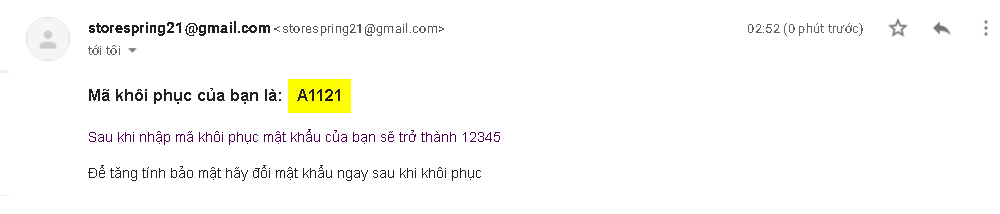 storespring21@gmail.com <storespring21@gmail.com> 02:52 (0 phút trước)
tới tôi
Mã khôi phục của bạn là: A1121
Sau khi nhập mã khôi phục mật khẩu của bạn sẽ trở thành 12345
Để tăng tính bảo mật hãy đổi mật khẩu ngay sau khi khôi phục